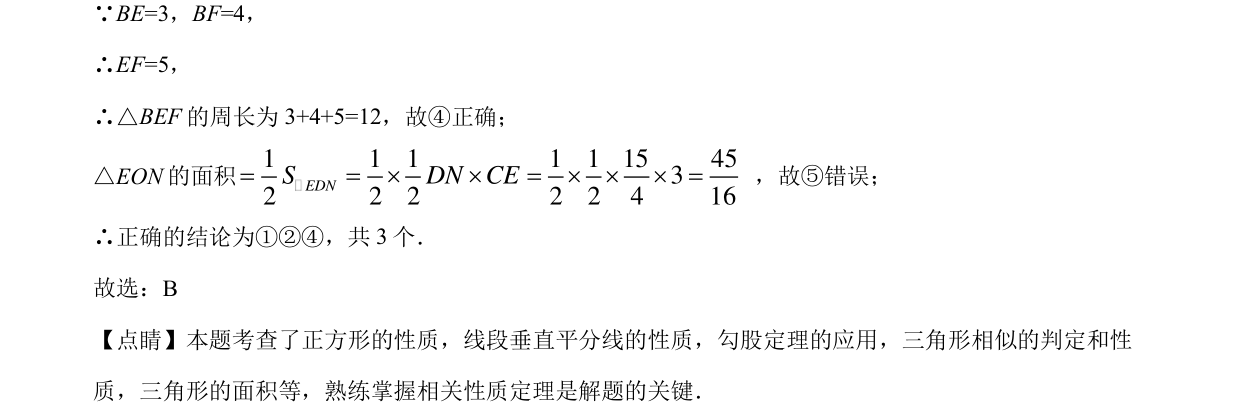 ∵BE=3，BF=4，
∴EF=5，
∴△BEF 的周长为 3+4+5=12，故④正确；
△EON 的面积 = 1/2 S□EDN = 1/2 × 1/2 DN × CE = 1/2 × 1/2 × 15/4 × 3 = 45/16 ，故⑤错误；
∴正确的结论为①②④，共 3 个．
故选：B
【点睛】本题考查了正方形的性质，线段垂直平分线的性质，勾股定理的应用，三角形相似的判定和性
质，三角形的面积等，熟练掌握相关性质定理是解题的关键．